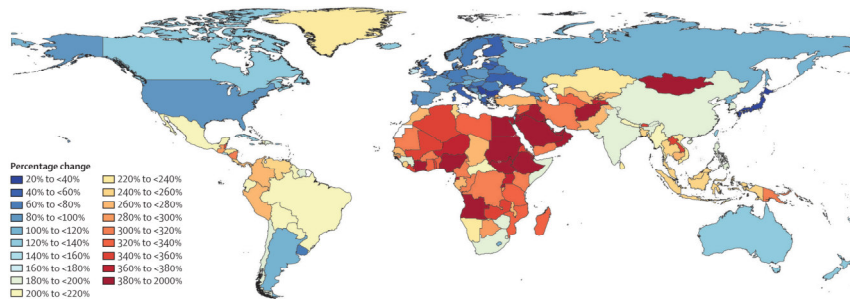 Percentage change
20% to <40%
40% to <60%
60% to <80%
80% to <100%
100% to <120%
120% to <140%
140% to <160%
160% to <180%
180% to <200%
200% to <220%
220% to <240%
240% to <260%
260% to <280%
280% to <300%
300% to <320%
320% to <340%
340% to <360%
360% to <380%
380% to 2000%